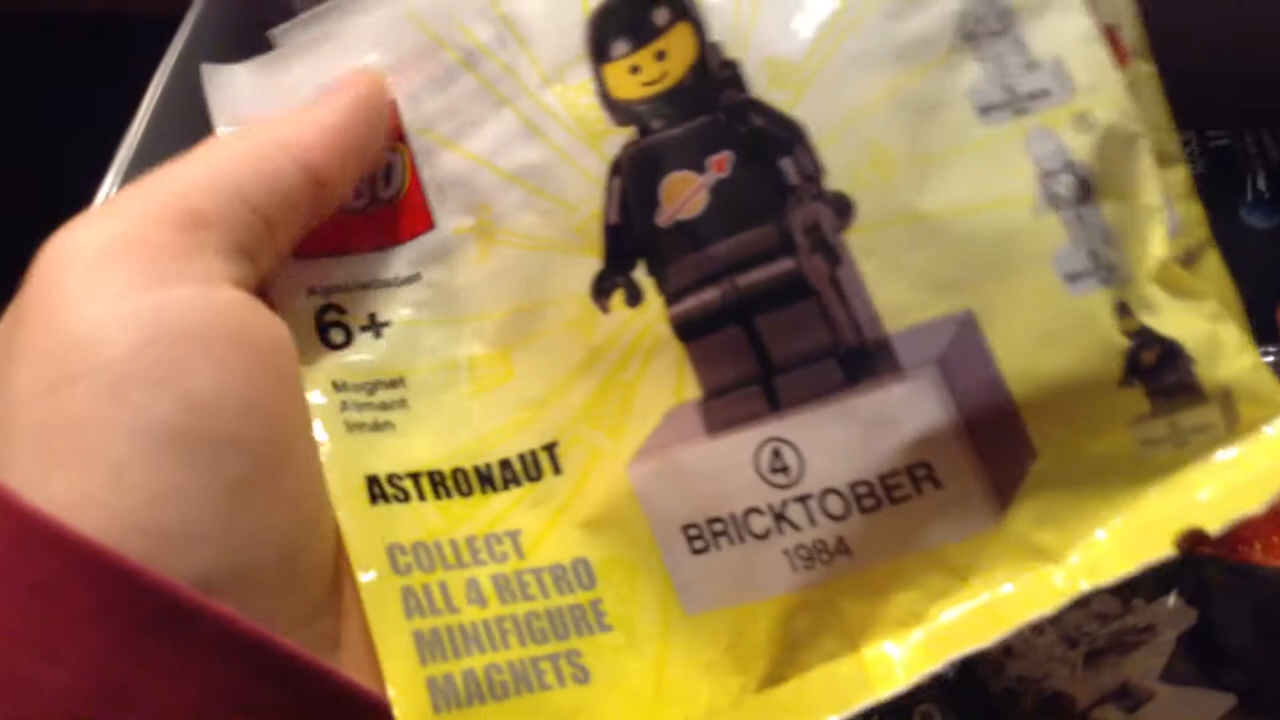 6+
Magnet
Aimant
Imán
ASTRONAUT
COLLECT
ALL 4 RETRO
MINIFIGURE
MAGNETS
4
BRICKTOBER
1984